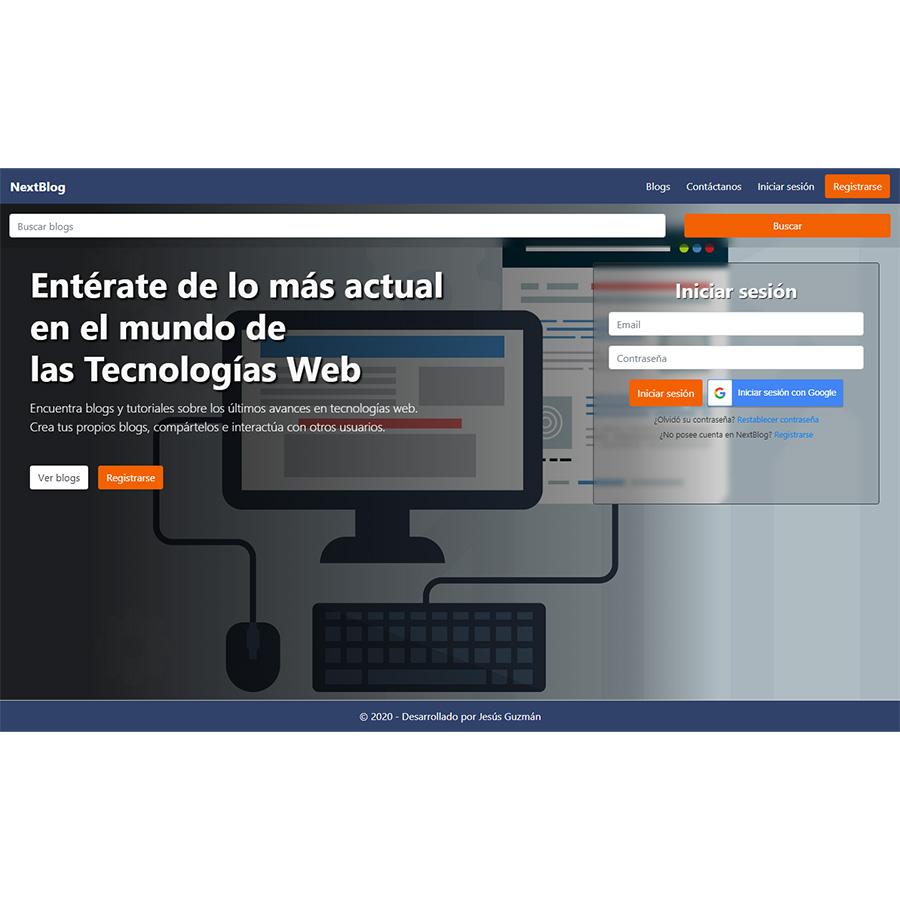 NextBlog
Blogs
Contáctanos
Iniciar sesión
Registrarse
Buscar blogs
Buscar
Entérate de lo más actual
en el mundo de
las Tecnologías Web
Encuentra blogs y tutoriales sobre los últimos avances en tecnologías web.
Crea tus propios blogs, compártelos e interactúa con otros usuarios.
Ver blogs
Registrarse
Iniciar sesión
Email
Contraseña
Iniciar sesión
Iniciar sesión con Google
¿Olvidó su contraseña? Restablecer contraseña
¿No posee cuenta en NextBlog? Registrarse
© 2020 - Desarrollado por Jesús Guzmán